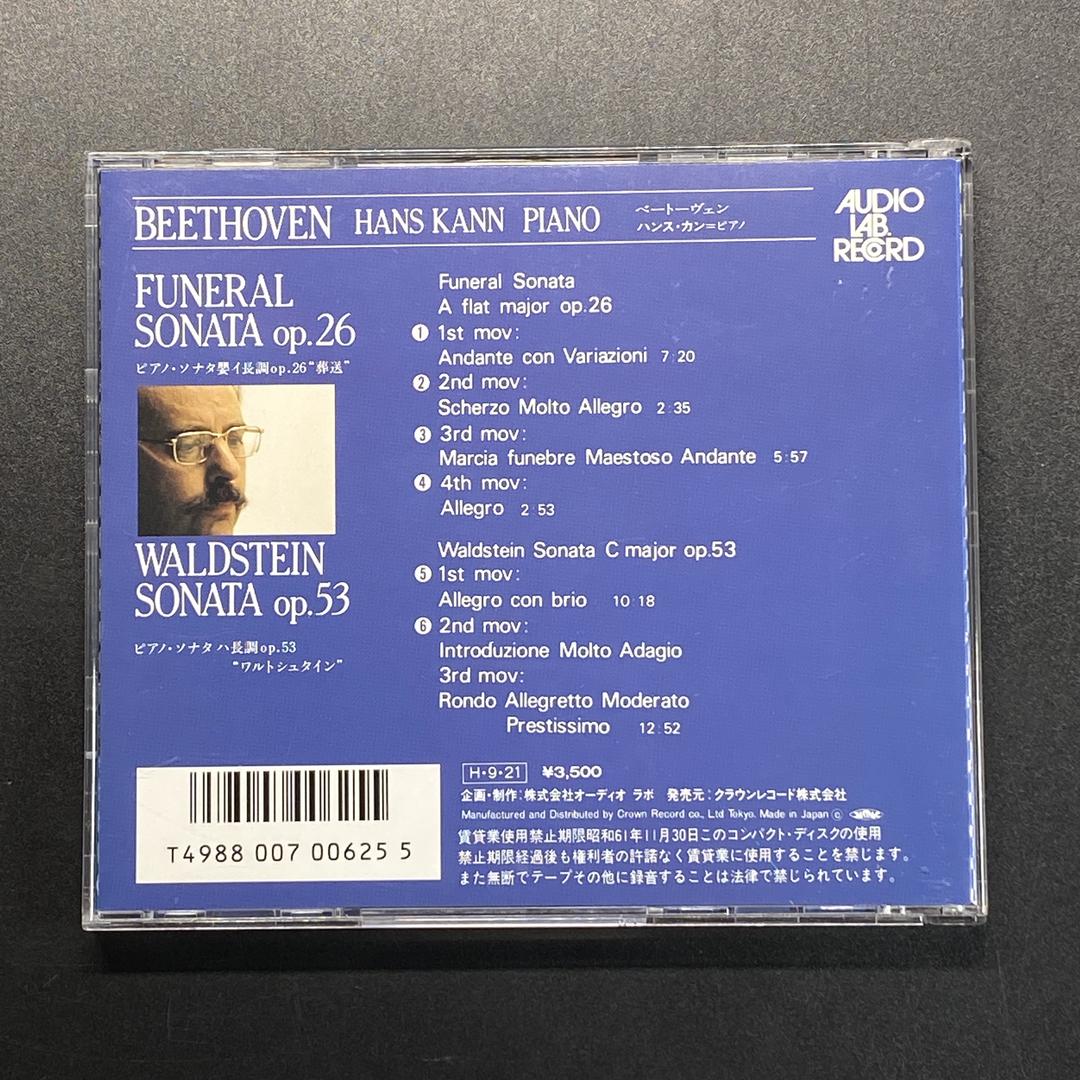 BEETHOVEN HANS KANN PIANO
ベートーヴェン
ハンス・カン=ピアノ
AUDIO
LAB.
RECORD
FUNERAL
SONATA op.26
ピアノ・ソナタ嬰イ長調op.26“葬送”
WALDSTEIN
SONATA op.53
ピアノ・ソナタ ハ長調op.53
“ワルトシュタイン”
Funeral Sonata
A flat major op.26
❶ 1st mov:
Andante con Variazioni 7:20
❷ 2nd mov:
Scherzo Molto Allegro 2:35
❸ 3rd mov:
Marcia funebre Maestoso Andante 5:57
❹ 4th mov:
Allegro 2:53
Waldstein Sonata C major op.53
❺ 1st mov:
Allegro con brio 10:18
❻ 2nd mov:
Introduzione Molto Adagio
3rd mov:
Rondo Allegretto Moderato
Prestissimo 12:52
T4988 007 00625 5
H・9・21 ¥3,500
企画・制作:株式会社オーディオ ラボ 発売元:クラウンレコード株式会社
Manufactured and Distributed by Crown Record co., Ltd Tokyo. Made in Japan ©
賃貸業使用禁止期限昭和61年11月30日このコンパクト・ディスクの使用
禁止期限経過後も権利者の許諾なく賃貸業に使用することを禁じます。
また無断でテープその他に録音することは法律で禁じられています。